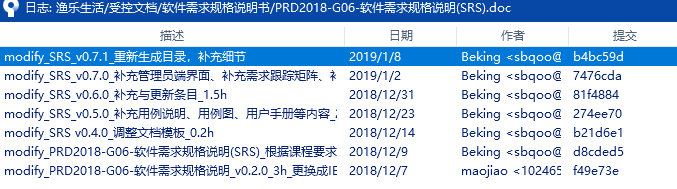 日志: 渔乐生活/受控文档/软件需求规格说明书/PRD2018-G06-软件需求规格说明(SRS).doc
描述 日期 作者 提交
modify_SRS_v0.7.1_重新生成目录，补充细节 2019/1/8 Beking <sbqoo@ b4bc59d
modify_SRS_v0.7.0_补充管理员端界面、补充需求跟踪矩阵、补 2019/1/2 Beking <sbqoo@ 7476cda
modify_SRS_v0.6.0_补充与更新条目_1.5h 2018/12/31 Beking <sbqoo@ 81f4884
modify_SRS_v0.5.0_补充用例说明、用例图、用户手册等内容_2 2018/12/23 Beking <sbqoo@ 274ee70
modify_SRS v0.4.0_调整文档模板_0.2h 2018/12/14 Beking <sbqoo@ b21d6e1
modify_PRD2018-G06-软件需求规格说明(SRS)_根据课程要求 2018/12/9 Beking <sbqoo@ d8cded5
modify_PRD2018-G06-软件需求规格说明_v0.2.0_3h_更换成IE 2018/12/7 maojiao <102465 f49e73e